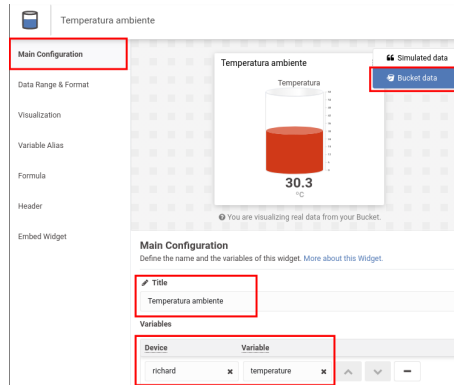 Temperatura ambiente
Main Configuration
Data Range & Format
Visualization
Variable Alias
Formula
Header
Embed Widget
Temperatura ambiente
Simulated data
Bucket data
Temperatura
30.3
°C
You are visualizing real data from your Bucket.
Main Configuration
Define the name and the variables of this widget. More about this Widget.
Title
Temperatura ambiente
Variables
Device Variable
richard temperature